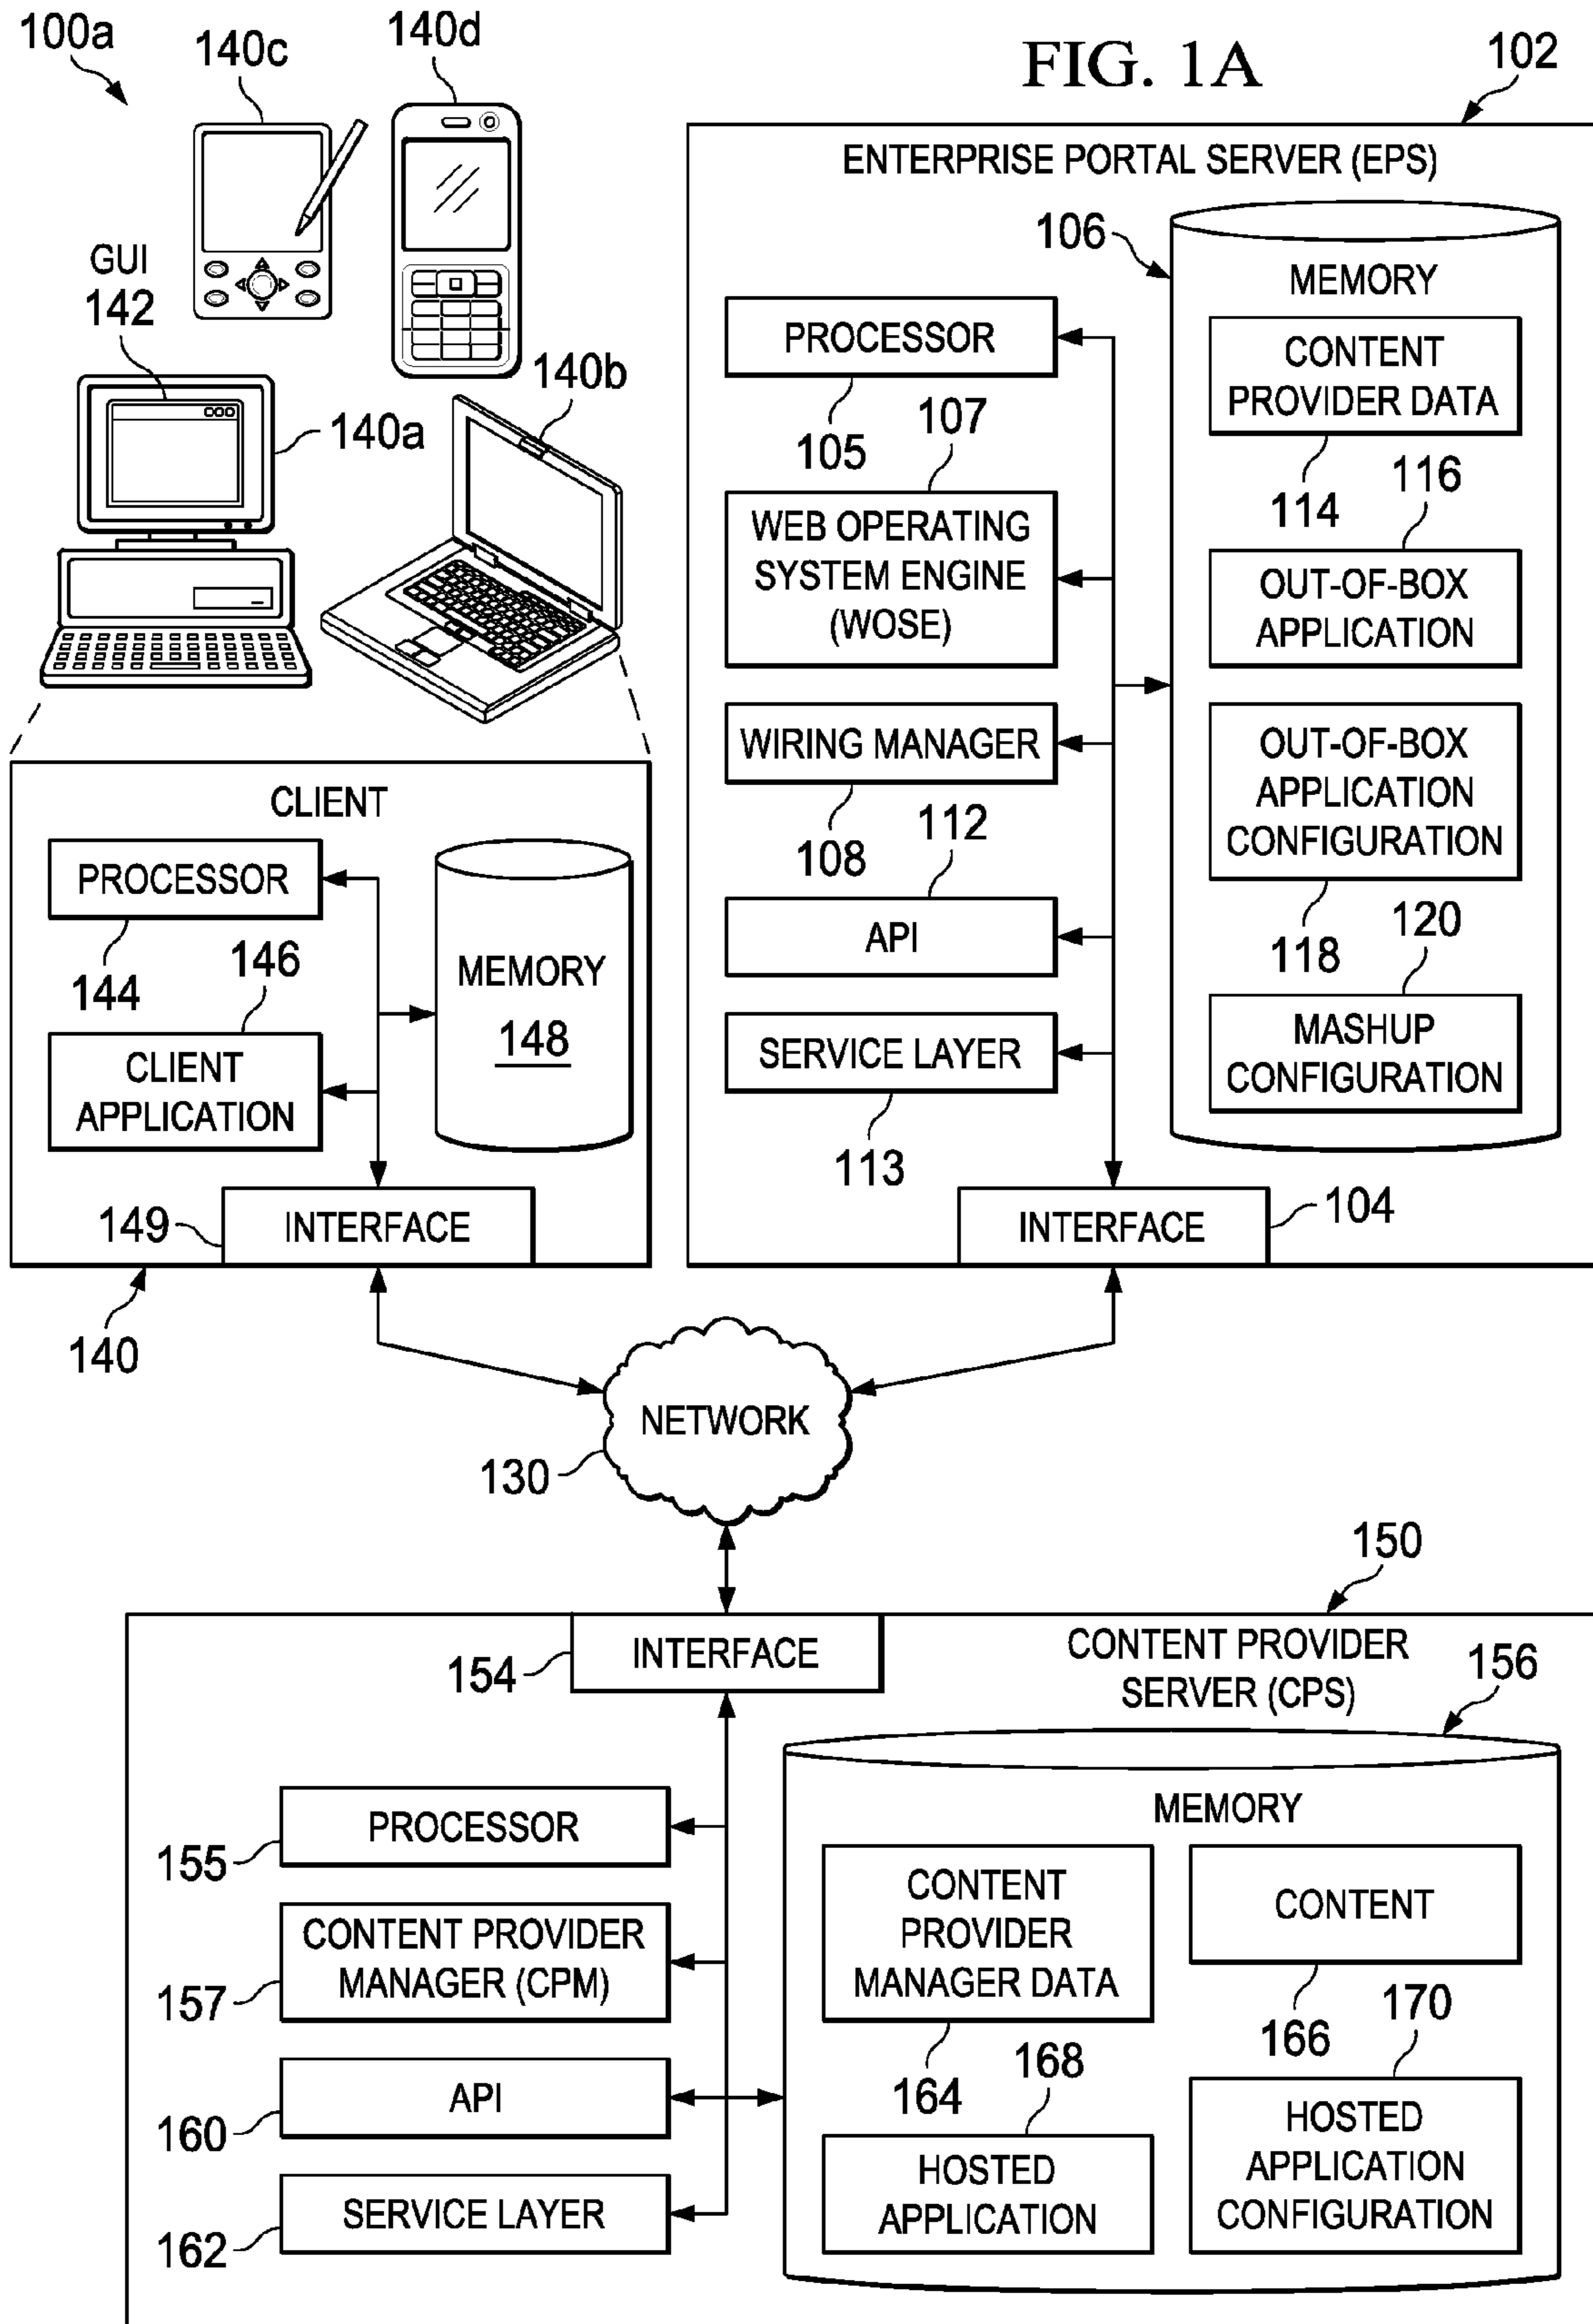 100a
140c
140d
FIG. 1A
102
GUI
142
140a
140b
ENTERPRISE PORTAL SERVER (EPS)
106
MEMORY
PROCESSOR
105
CONTENT
PROVIDER DATA
114
107
WEB OPERATING
SYSTEM ENGINE
(WOSE)
116
OUT-OF-BOX
APPLICATION
WIRING MANAGER
108
OUT-OF-BOX
APPLICATION
CONFIGURATION
118
112
API
120
MASHUP
CONFIGURATION
SERVICE LAYER
113
INTERFACE
104
CLIENT
PROCESSOR
144
146
CLIENT
APPLICATION
MEMORY
148
149
INTERFACE
140
NETWORK
130
150
INTERFACE
154
CONTENT PROVIDER
SERVER (CPS)
156
MEMORY
PROCESSOR
155
CONTENT PROVIDER
MANAGER (CPM)
157
API
160
SERVICE LAYER
162
CONTENT
PROVIDER
MANAGER DATA
164
CONTENT
166
168
HOSTED
APPLICATION
170
HOSTED
APPLICATION
CONFIGURATION